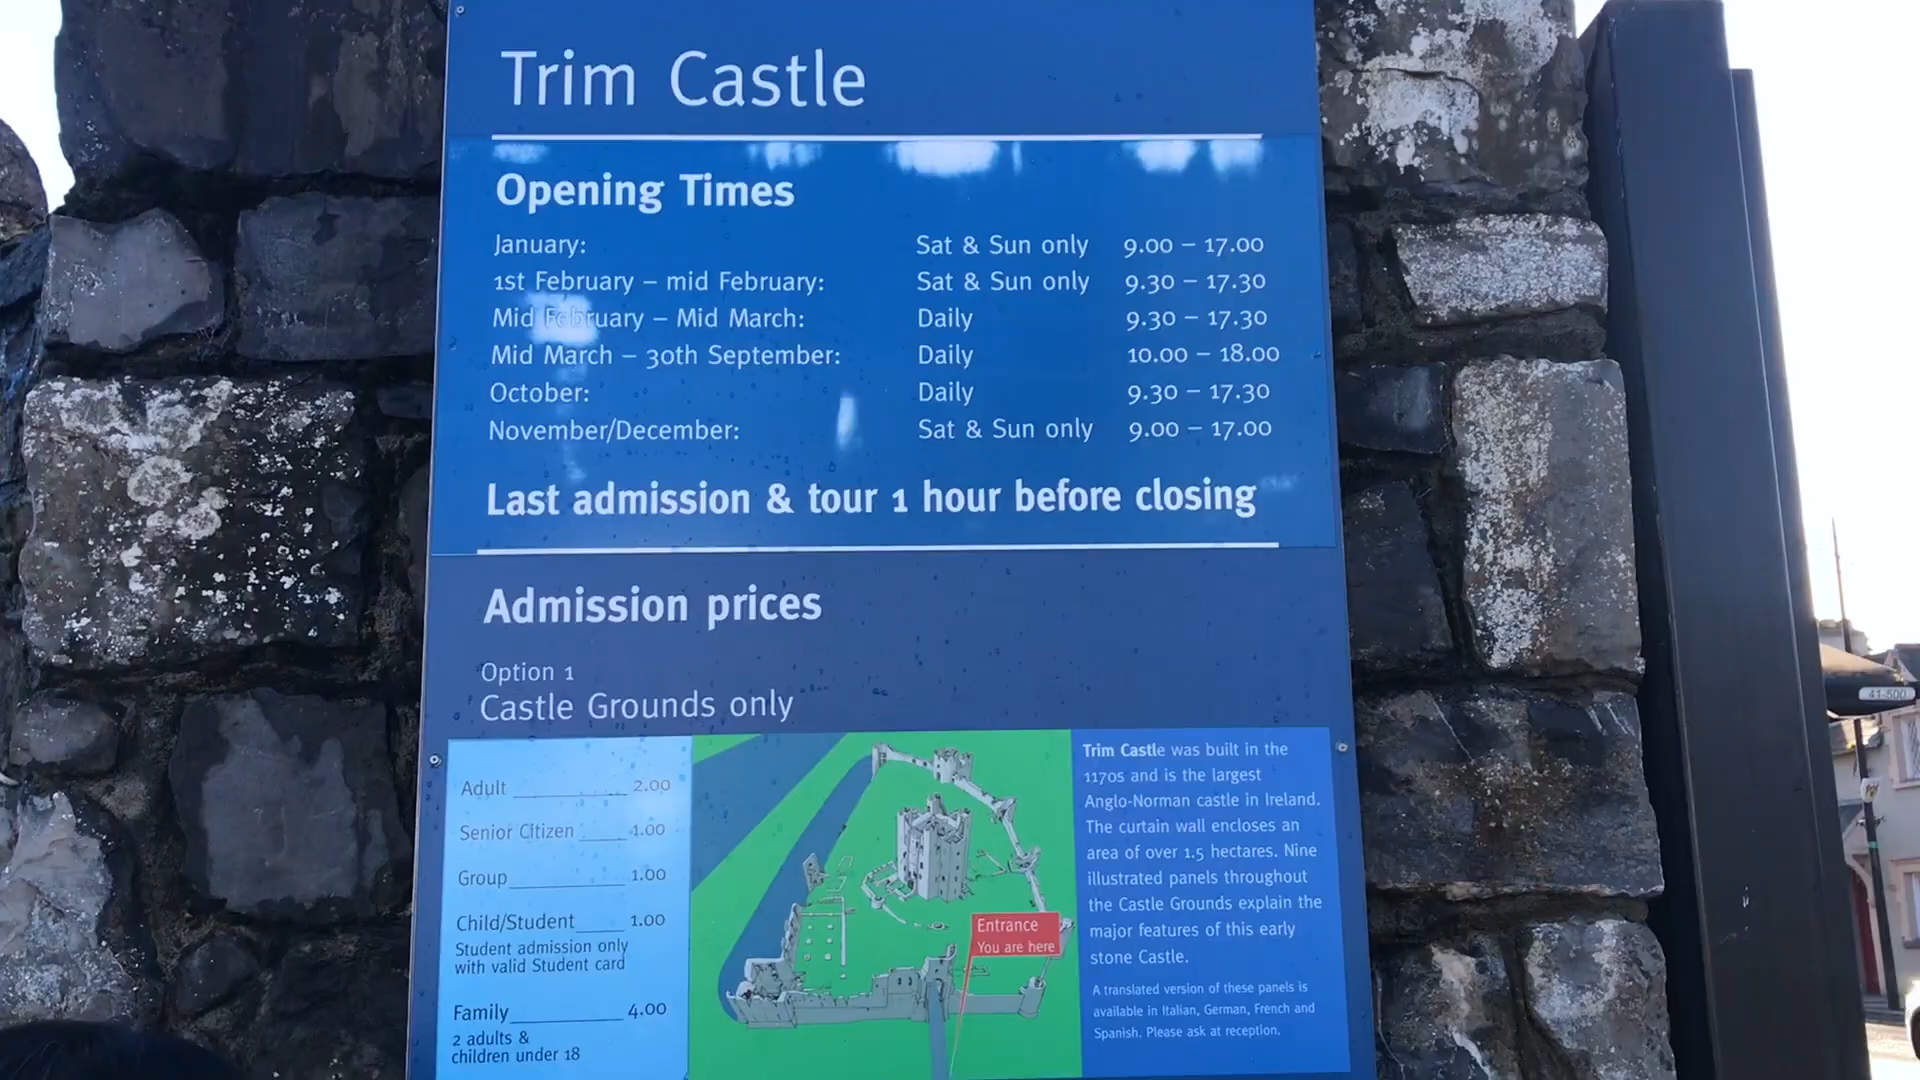 Trim Castle
Opening Times
January: Sat & Sun only 9.00 – 17.00
1st February – mid February: Sat & Sun only 9.30 – 17.30
Mid February – Mid March: Daily 9.30 – 17.30
Mid March – 30th September: Daily 10.00 – 18.00
October: Daily 9.30 – 17.30
November/December: Sat & Sun only 9.00 – 17.00
Last admission & tour 1 hour before closing
Admission prices
Option 1
Castle Grounds only
Adult 2.00
Senior Citizen 1.00
Group 1.00
Child/Student 1.00
Student admission only
with valid Student card
Family 4.00
2 adults &
children under 18
Entrance
You are here
Trim Castle was built in the
1170s and is the largest
Anglo-Norman castle in Ireland.
The curtain wall encloses an
area of over 1.5 hectares. Nine
illustrated panels throughout
the Castle Grounds explain the
major features of this early
stone Castle.
A translated version of these panels is
available in Italian, German, French and
Spanish. Please ask at reception.
41-500